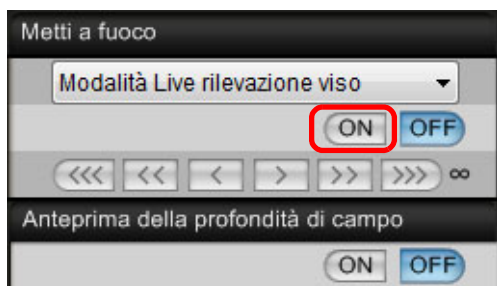 Metti a fuoco
Modalità Live rilevazione viso
ON OFF
<<< << < > >> >>> ∞
Anteprima della profondità di campo
ON OFF